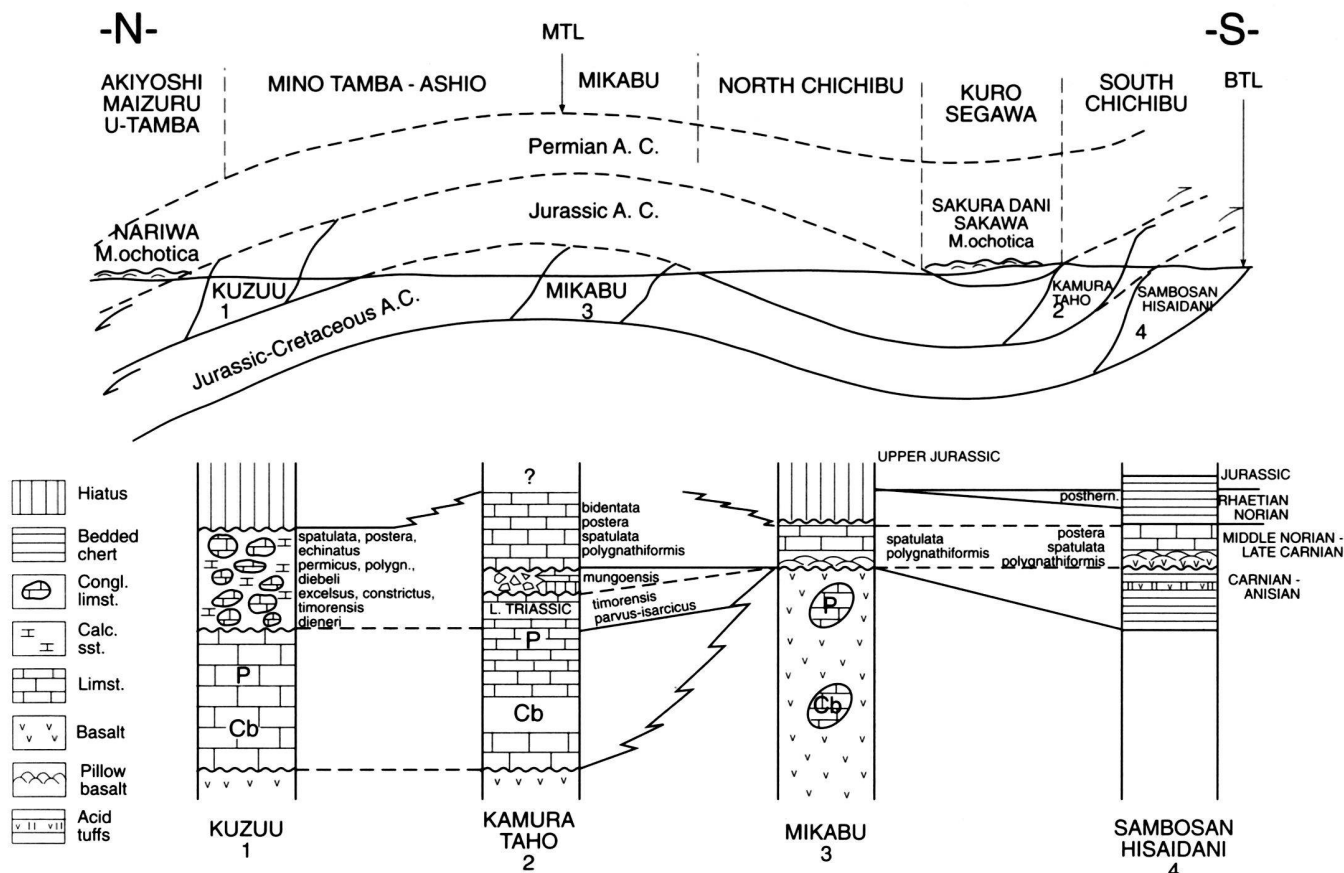 -N-
-S-
MTL
AKIYOSHI
MAIZURU
U-TAMBA
MINO TAMBA - ASHIO
MIKABU
NORTH CHICHIBU
KURO
SEGAWA
SOUTH
CHICHIBU
BTL
Permian A. C.
Jurassic A. C.
NARIWA
M.ochotica
SAKURA DANI
SAKAWA
M.ochotica
KUZUU
1
MIKABU
3
KAMURA
TAHO
2
SAMBOSAN
HISAIDANI
4
Jurassic-Cretaceous A.C.
Hiatus
Bedded
chert
Congl.
limst.
Calc.
sst.
Limst.
Basalt
Pillow
basalt
Acid
tuffs
spatulata, postera,
echinatus
permicus, polygn.,
diebeli
excelsus, constrictus,
timorensis
dieneri
P
Cb
KUZUU
1
?
bidentata
postera
spatulata
polygnathiformis
mungoensis
L. TRIASSIC
timorensis
parvus-isarcicus
P
Cb
KAMURA
TAHO
2
UPPER JURASSIC
spatulata
polygnathiformis
P
Cb
MIKABU
3
posthern.
postera
spatulata
polygnathiformis
JURASSIC
RHAETIAN
NORIAN
MIDDLE NORIAN -
LATE CARNIAN
CARNIAN -
ANISIAN
SAMBOSAN
HISAIDANI
4